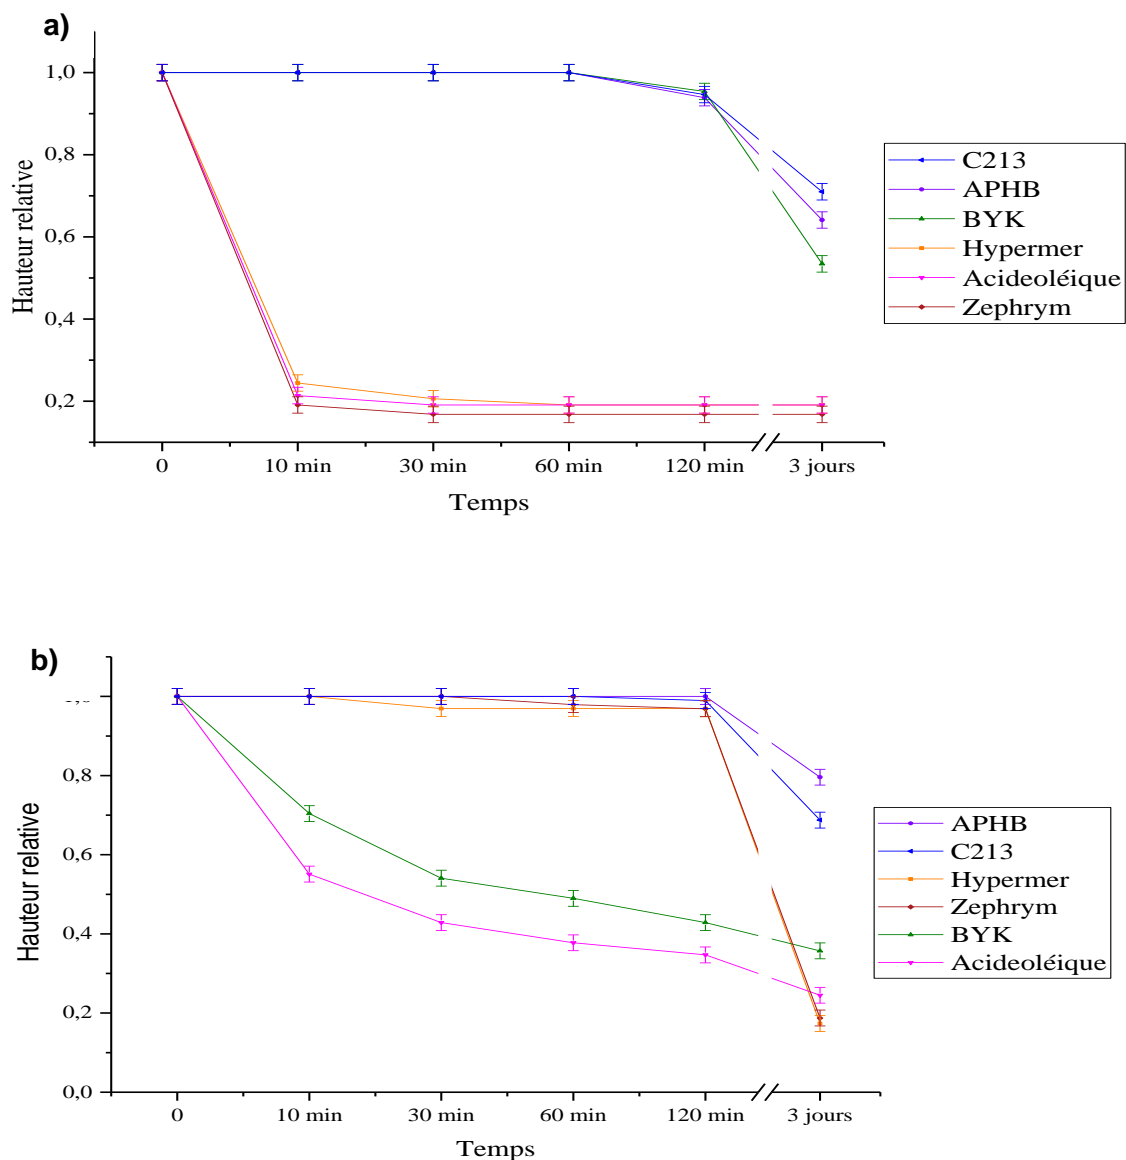 a)
1,0
0,8
0,6
0,4
0,2
Hauteur relative
0 10 min 30 min 60 min 120 min 3 jours
Temps
C213
APHB
BYK
Hypermer
Acideoléique
Zephrym
b)
0,8
0,6
0,4
0,2
0,0
Hauteur relative
0 10 min 30 min 60 min 120 min 3 jours
Temps
APHB
C213
Hypermer
Zephrym
BYK
Acideoléique